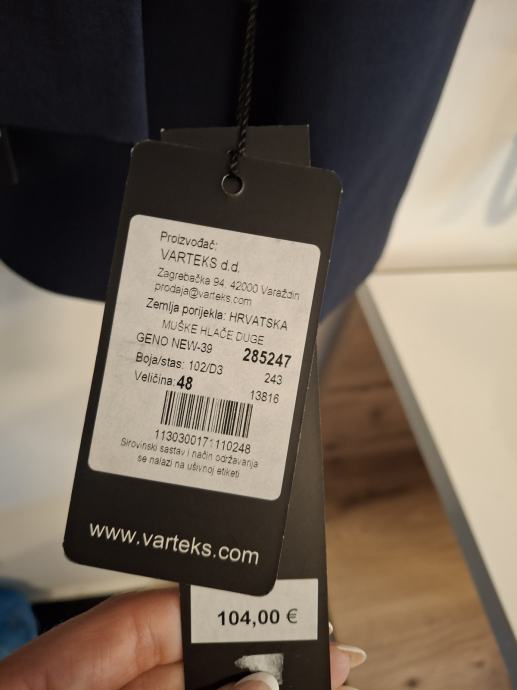 Proizvođač:
VARTEKS d.d.
Zagrebačka 94, 42000 Varaždin
prodaja@varteks.com
Zemlja porijekla: HRVATSKA
MUŠKE HLAČE DUGE
GENO NEW-39 285247
Boja/stas: 102/D3 243
Veličina: 48 13816
1130300171110248
Sirovinski sastav i način održavanja
se nalazi na ušivnoj etiketi
www.varteks.com
104,00 €